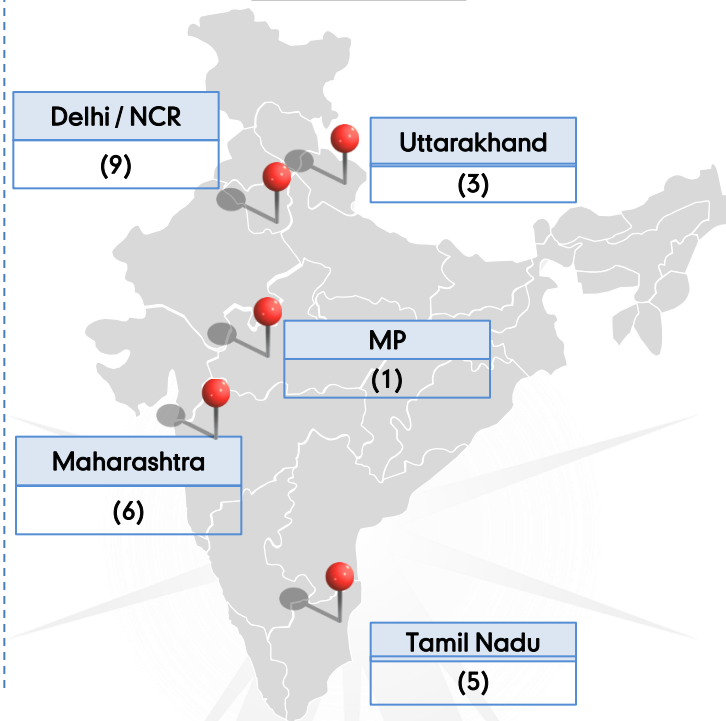 Delhi / NCR
(9)
Uttarakhand
(3)
MP
(1)
Maharashtra
(6)
Tamil Nadu
(5)